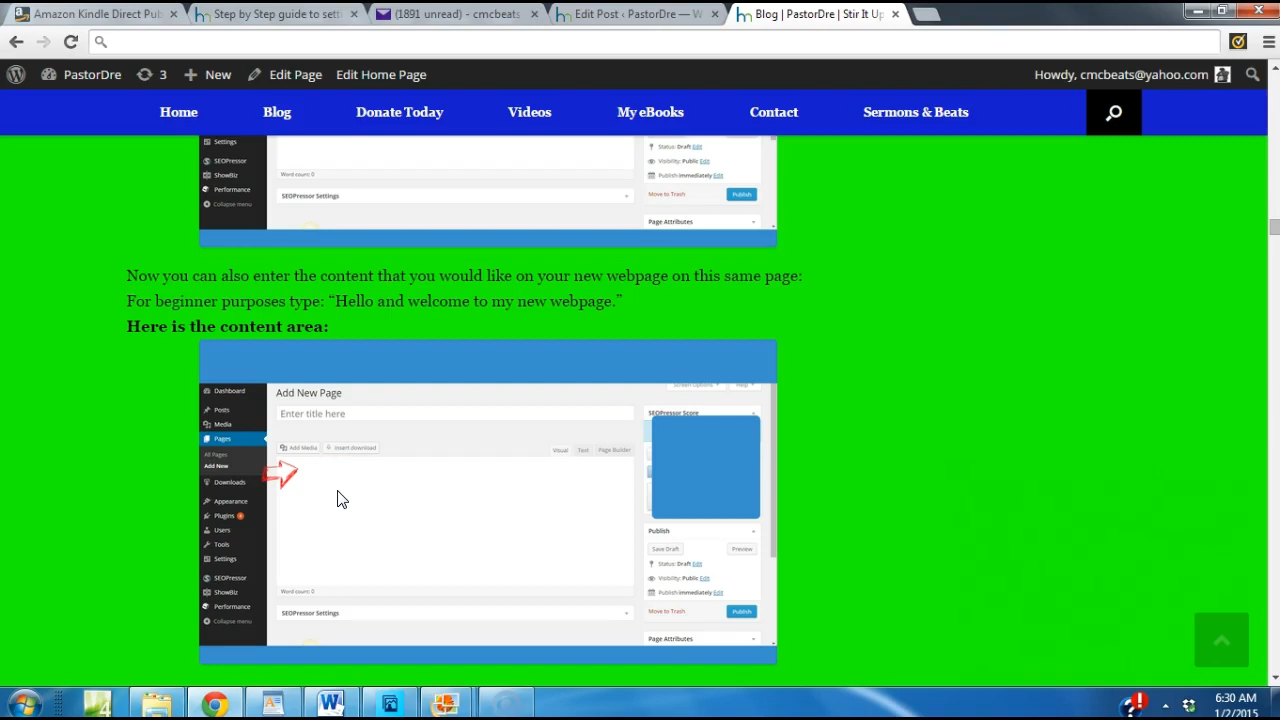 Amazon Kindle Direct Publ
Step by Step guide to sett
(1891 unread) - cmcbeats
Edit Post ‹ PastorDre — W
Blog | PastorDre | Stir It Up
PastorDre
3
New
Edit Page
Edit Home Page
Howdy, cmcbeats@yahoo.com
Home
Blog
Donate Today
Videos
My eBooks
Contact
Sermons & Beats
Settings
SEOPressor
ShowBiz
Performance
Collapse menu
Word count: 0
SEOPressor Settings
Status: Draft Edit
Visibility: Public Edit
Publish immediately Edit
Move to Trash
Publish
Page Attributes
Now you can also enter the content that you would like on your new webpage on this same page:
For beginner purposes type: “Hello and welcome to my new webpage.”
Here is the content area:
Dashboard
Posts
Media
Pages
All Pages
Add New
Downloads
Appearance
Plugins
Users
Tools
Settings
SEOPressor
ShowBiz
Performance
Collapse menu
Add New Page
Enter title here
Add Media
Insert download
Visual
Text
Page Builder
Word count: 0
SEOPressor Settings
Screen Options
Help
SEOPressor Score
Publish
Save Draft
Preview
Status: Draft Edit
Visibility: Public Edit
Publish immediately Edit
Move to Trash
Publish
Page Attributes
6:30 AM
1/2/2015